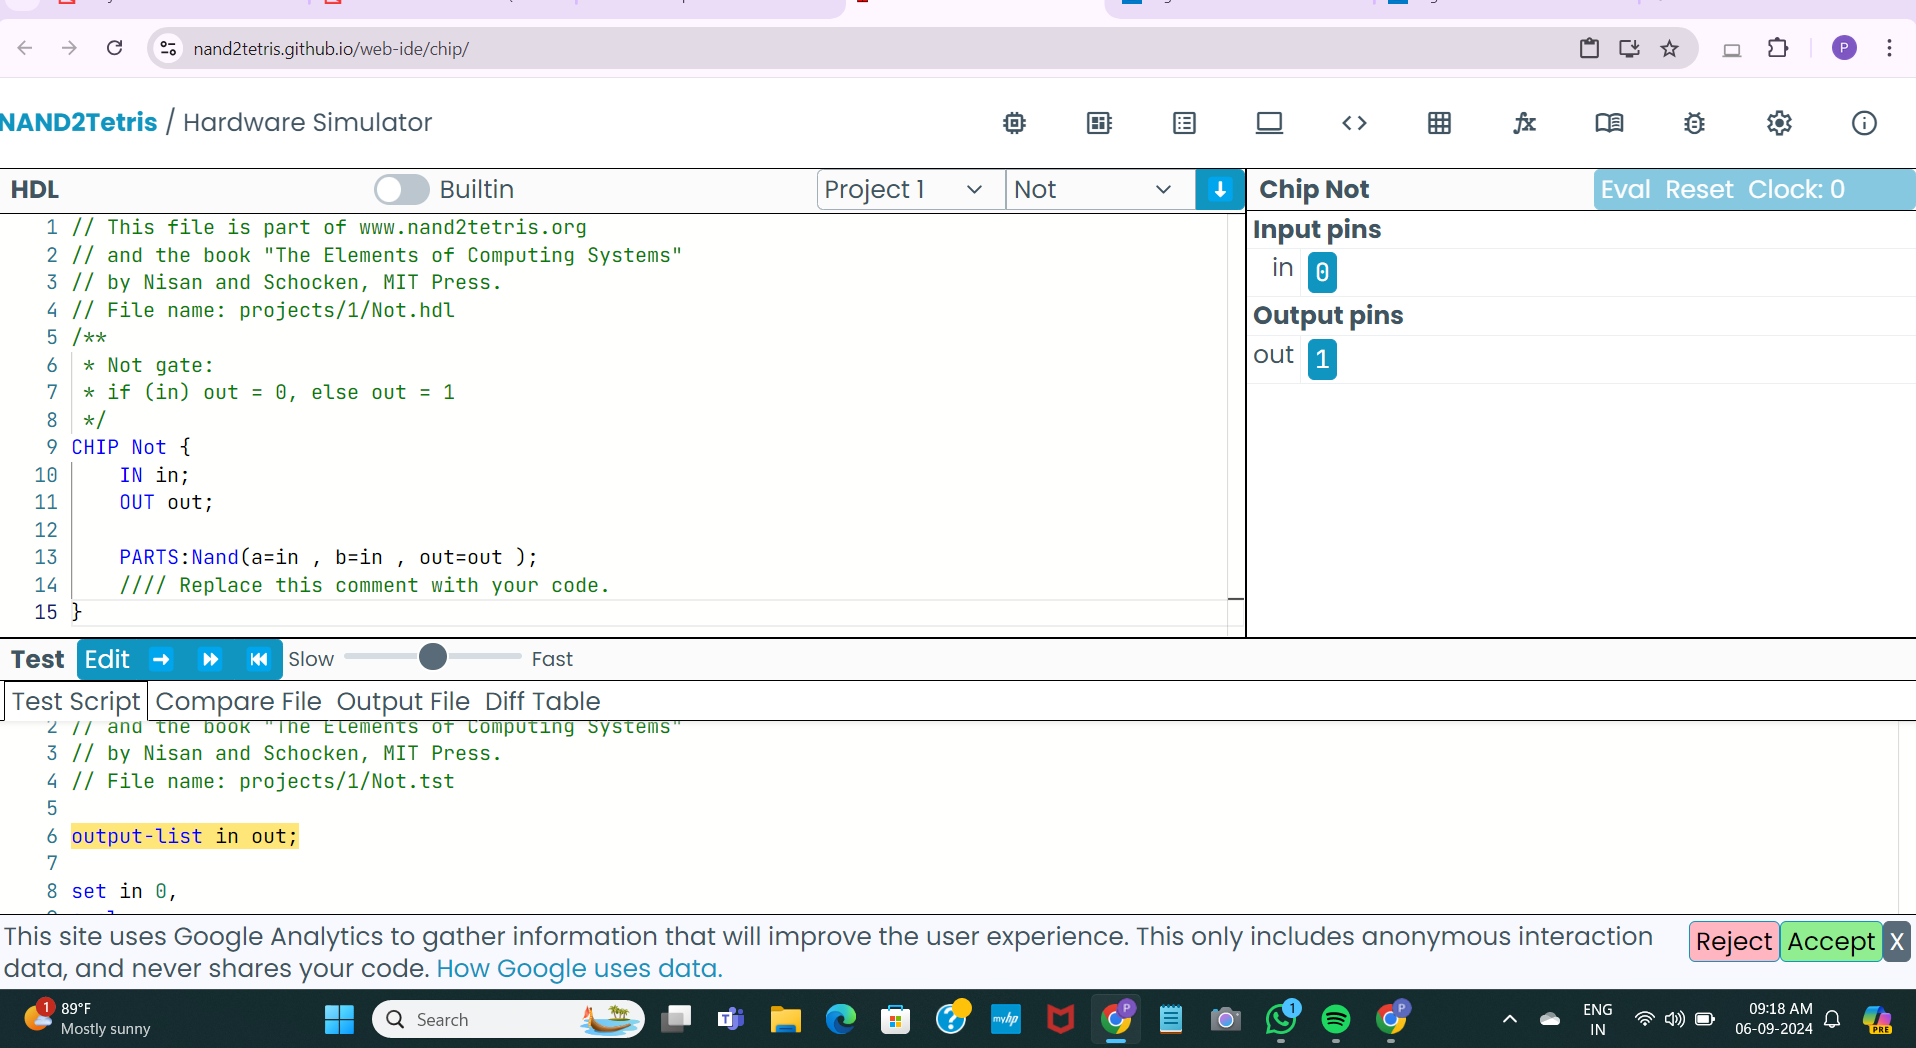 nand2tetris.github.io/web-ide/chip/
P
NAND2Tetris / Hardware Simulator
HDL
Builtin
Project 1
Not
Chip Not
Eval Reset Clock: 0
1 // This file is part of www.nand2tetris.org
2 // and the book "The Elements of Computing Systems"
3 // by Nisan and Schocken, MIT Press.
4 // File name: projects/1/Not.hdl
5 /**
6 * Not gate:
7 * if (in) out = 0, else out = 1
8 */
9 CHIP Not {
10 IN in;
11 OUT out;
12
13 PARTS:Nand(a=in , b=in , out=out );
14 //// Replace this comment with your code.
15 }
Input pins
in 0
Output pins
out 1
Test Edit Slow Fast
Test Script Compare File Output File Diff Table
2 // and the book "The Elements of Computing Systems"
3 // by Nisan and Schocken, MIT Press.
4 // File name: projects/1/Not.tst
5
6 output-list in out;
7
8 set in 0,
This site uses Google Analytics to gather information that will improve the user experience. This only includes anonymous interaction
data, and never shares your code. How Google uses data.
Reject Accept X
1
89°F
Mostly sunny
Search
myhp
P
1
P
ENG
IN
09:18 AM
06-09-2024
PRE